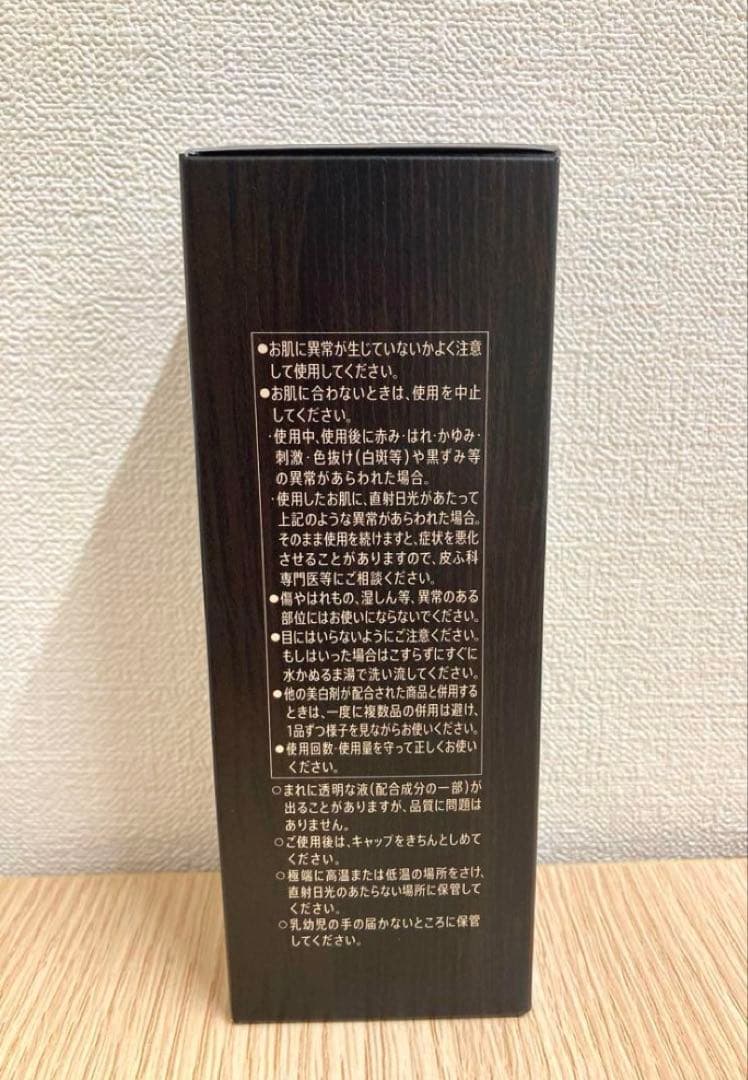 ●お肌に異常が生じていないかよく注意
して使用してください。
●お肌に合わないときは、使用を中止
してください。
・使用中、使用後に赤み・はれ・かゆみ・
刺激・色抜け(白斑等)や黒ずみ等
の異常があらわれた場合。
・使用したお肌に、直射日光があたって
上記のような異常があらわれた場合。
そのまま使用を続けますと、症状を悪化
させることがありますので、皮ふ科
専門医等にご相談ください。
●傷やはれもの、湿しん等、異常のある
部位にはお使いにならないでください。
●目にはいらないようにご注意ください。
もしはいった場合はこすらずにすぐに
水かぬるま湯で洗い流してください。
●他の美白剤が配合された商品と併用する
ときは、一度に複数品の併用は避け、
1品ずつ様子を見ながらお使いください。
●使用回数・使用量を守って正しくお使い
ください。
○まれに透明な液(配合成分の一部)が
出ることがありますが、品質に問題は
ありません。
○ご使用後は、キャップをきちんとしめて
ください。
○極端に高温または低温の場所をさけ、
直射日光のあたらない場所に保管して
ください。
○乳幼児の手の届かないところに保管
してください。